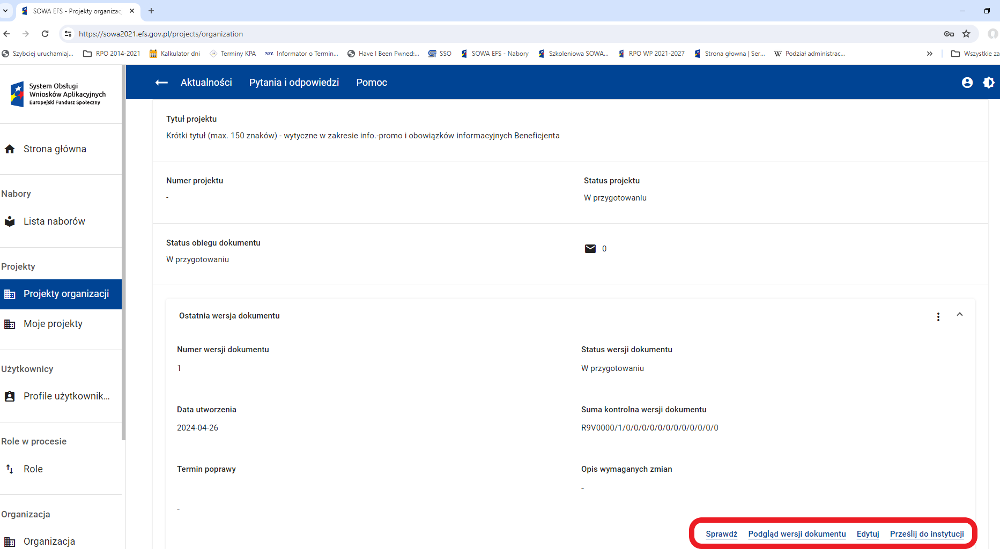 SOWA EFS - Projekty organizac
https://sowa2021.efs.gov.pl/projects/organization
Szybciej uruchamiaj...
RPO 2014-2021
Kalkulator dni
Terminy KPA
Informator o Termin...
Have I Been Pwned:...
SSO
SOWA EFS - Nabory
Szkoleniowa SOWA...
RPO WP 2021-2027
Strona głowna | Ser...
Podział administrac...
Wszystkie za
System Obsługi
Wniosków Aplikacyjnych
Europejski Fundusz Społeczny
Aktualności
Pytania i odpowiedzi
Pomoc
Strona główna
Nabory
Lista naborów
Projekty
Projekty organizacji
Moje projekty
Użytkownicy
Profile użytkownik...
Role w procesie
Role
Organizacja
Organizacja
Tytuł projektu
Krótki tytuł (max. 150 znaków) - wytyczne w zakresie info.-promo i obowiązków informacyjnych Beneficjenta
Numer projektu
-
Status projektu
W przygotowaniu
Status obiegu dokumentu
W przygotowaniu
0
Ostatnia wersja dokumentu
Numer wersji dokumentu
1
Status wersji dokumentu
W przygotowaniu
Data utworzenia
2024-04-26
Suma kontrolna wersji dokumentu
R9V0000/1/0/0/0/0/0/0/0/0/0/0/0/0
Termin poprawy
-
Opis wymaganych zmian
-
Sprawdź Podgląd wersji dokumentu Edytuj Prześlij do instytucji